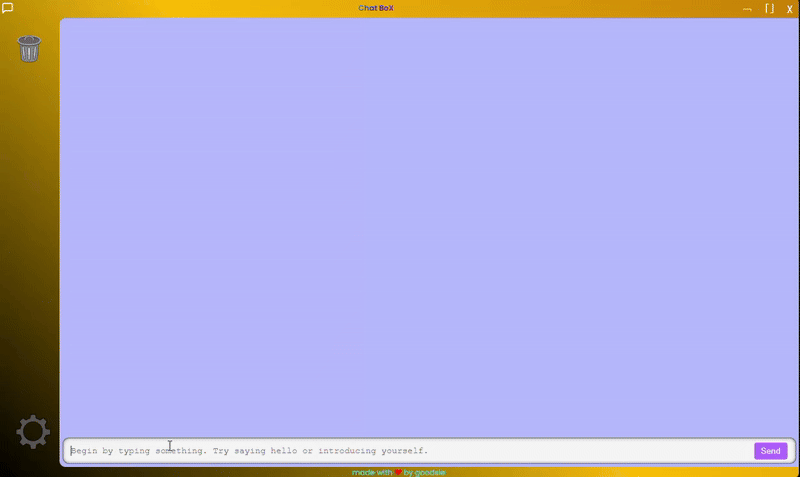 Chat BoX
Begin by typing something. Try saying hello or introducing yourself.
Send
made with ❤ by goodsie